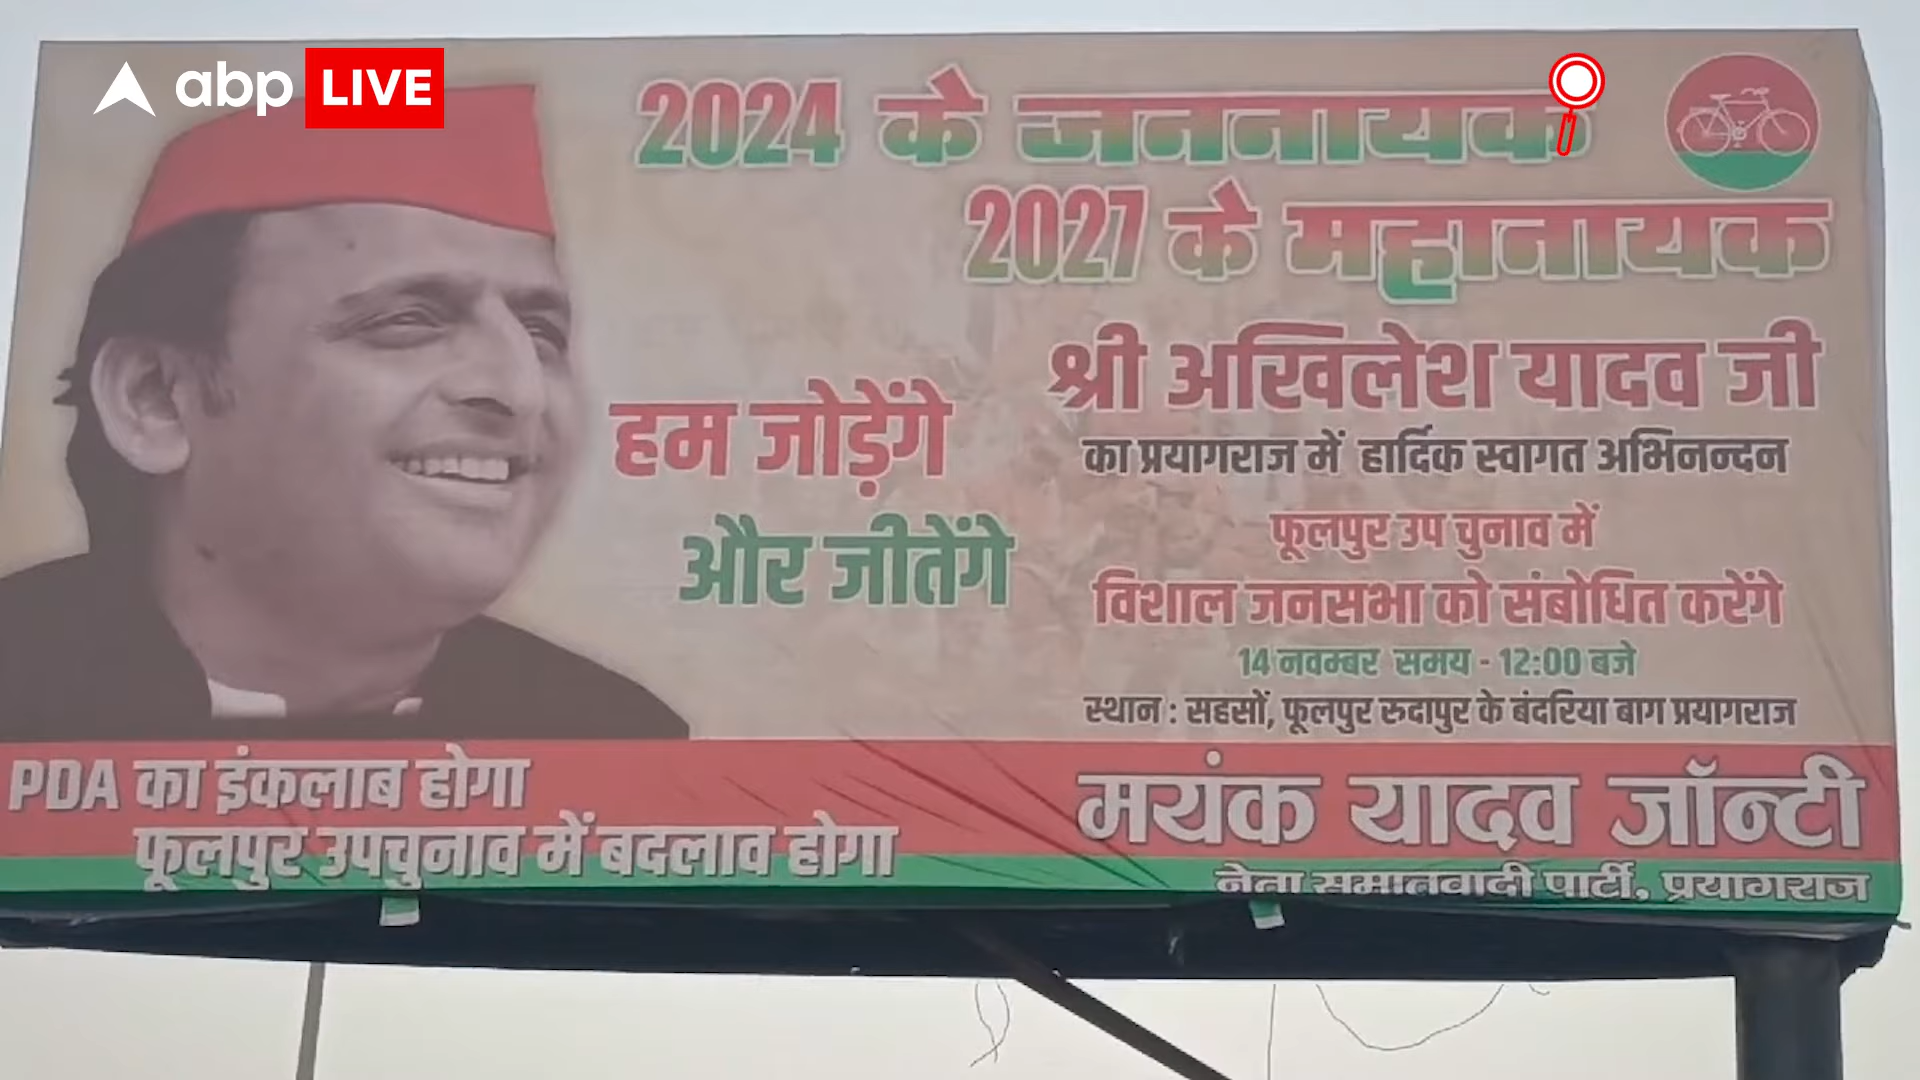 abp LIVE
2024 के जननायक
2027 के महानायक
श्री अखिलेश यादव जी
का प्रयागराज में हार्दिक स्वागत अभिनन्दन
हम जोड़ेंगे
और जीतेंगे
फूलपुर उप चुनाव में
विशाल जनसभा को संबोधित करेंगे
14 नवम्बर समय - 12:00 बजे
स्थान : सहसों, फूलपुर रुदापुर के बंदरिया बाग प्रयागराज
PDA का इंकलाब होगा
फूलपुर उपचुनाव में बदलाव होगा
मयंक यादव जॉन्टी
नेता समाजवादी पार्टी, प्रयागराज